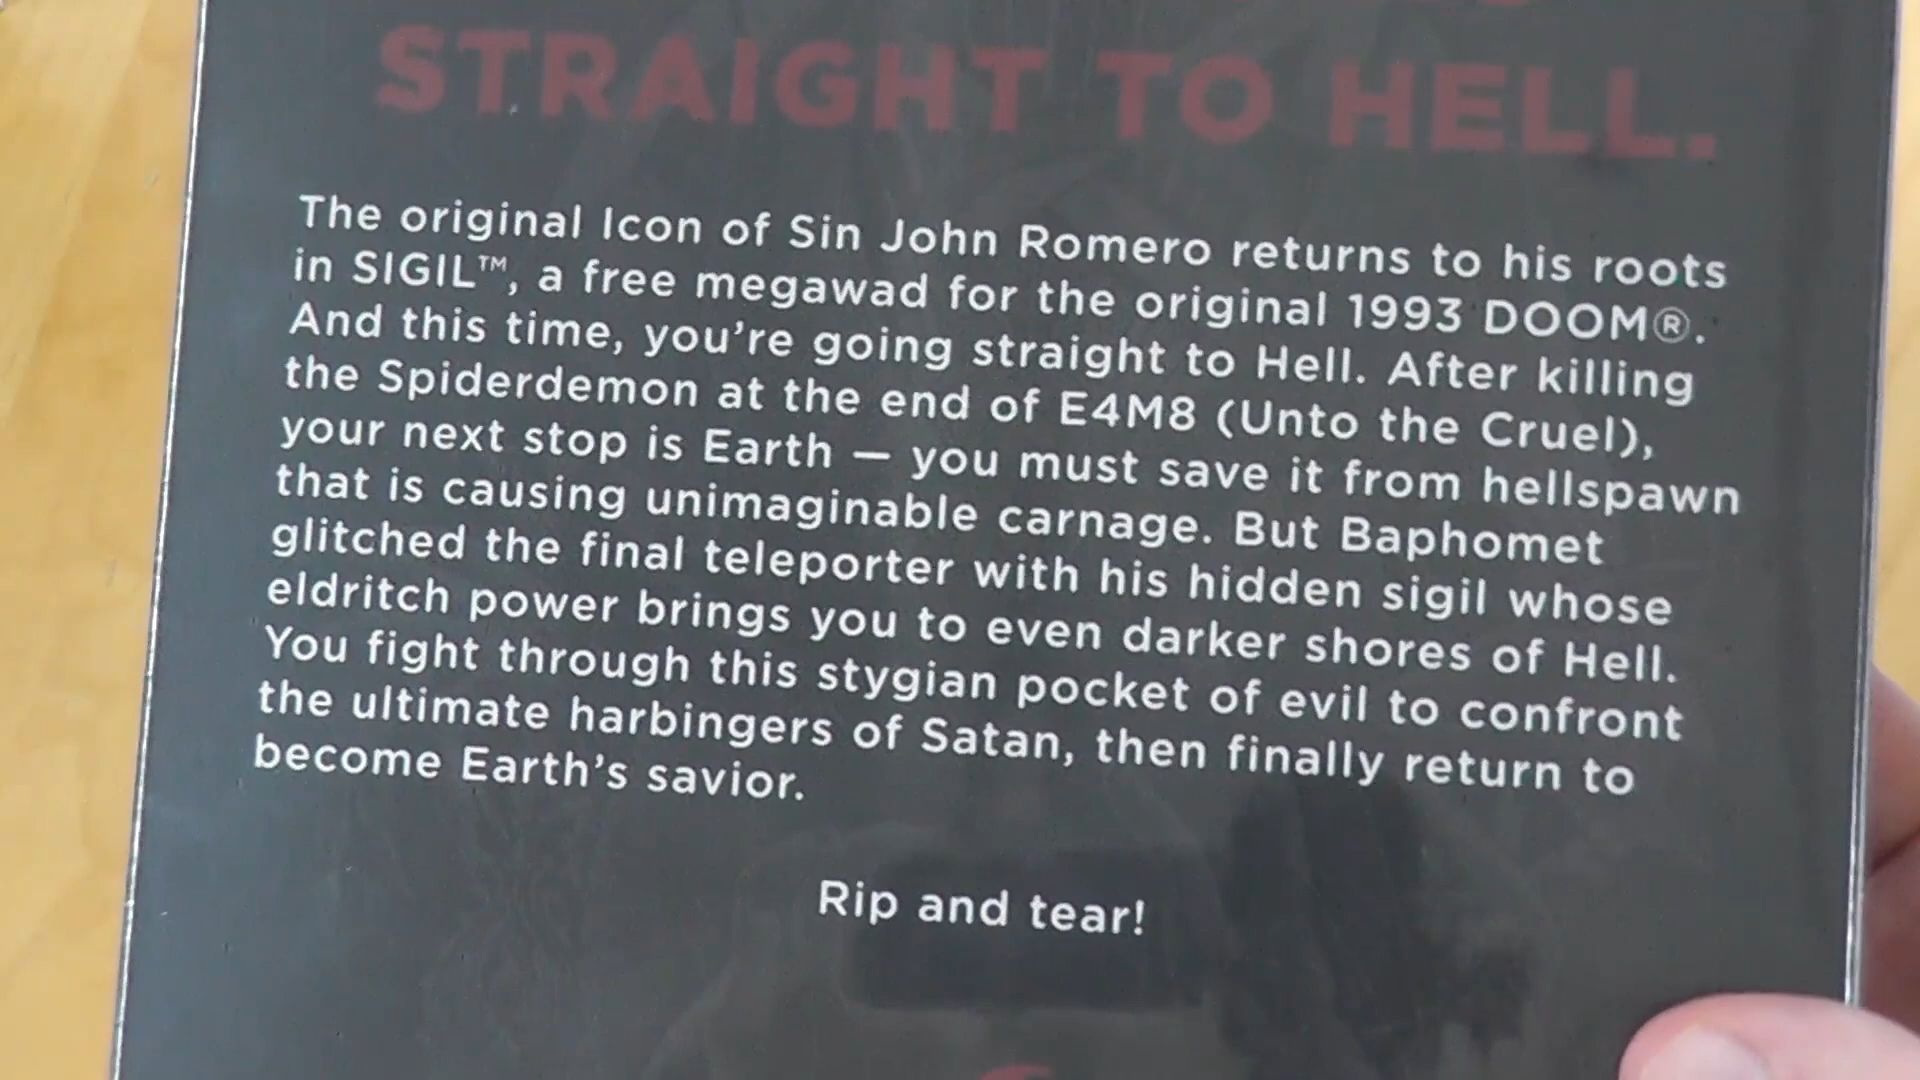 STRAIGHT TO HELL.
The original Icon of Sin John Romero returns to his roots
in SIGIL™, a free megawad for the original 1993 DOOM®.
And this time, you're going straight to Hell. After killing
the Spiderdemon at the end of E4M8 (Unto the Cruel),
your next stop is Earth — you must save it from hellspawn
that is causing unimaginable carnage. But Baphomet
glitched the final teleporter with his hidden sigil whose
eldritch power brings you to even darker shores of Hell.
You fight through this stygian pocket of evil to confront
the ultimate harbingers of Satan, then finally return to
become Earth's savior.
Rip and tear!